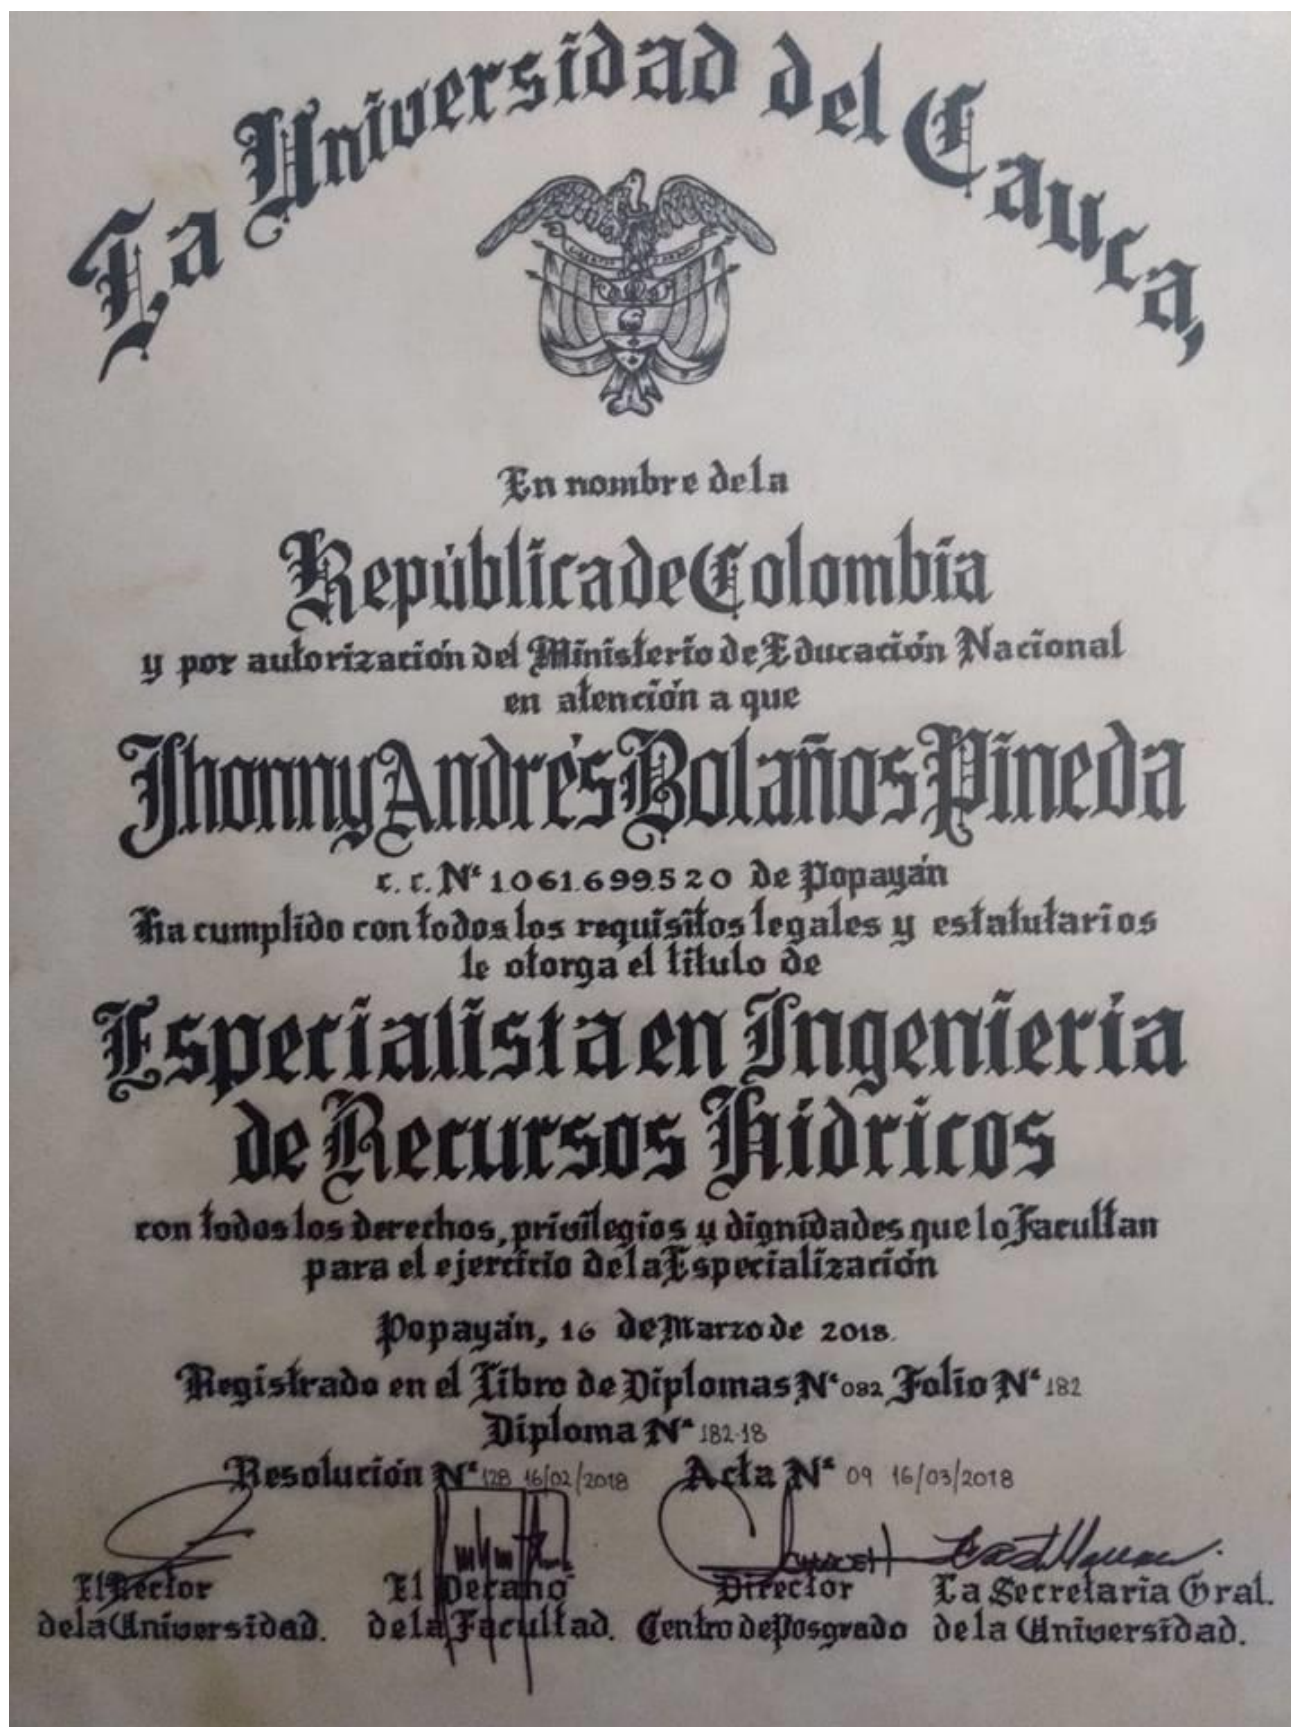 La Universidad del Cauca,
En nombre de la
República de Colombia
y por autorización del Ministerio de Educación Nacional
en atención a que
Jhonny Andrés Bolaños Pineda
c. c. Nº 1.061.699.520 de Popayán
Ha cumplido con todos los requisitos legales y estatutarios
le otorga el título de
Especialista en Ingeniería
de Recursos Hídricos
con todos los derechos, privilegios y dignidades que lo Facultan
para el ejercicio de la Especialización
Popayán, 16 de Marzo de 2018.
Registrado en el Libro de Diplomas Nº 082 Folio Nº 182
Diploma Nº 182-18
Resolución Nº 128 16/02/2018 Acta Nº 09 16/03/2018
El Rector El Decano Director La Secretaria Gral.
de la Universidad. de la Facultad. Centro de Posgrado de la Universidad.